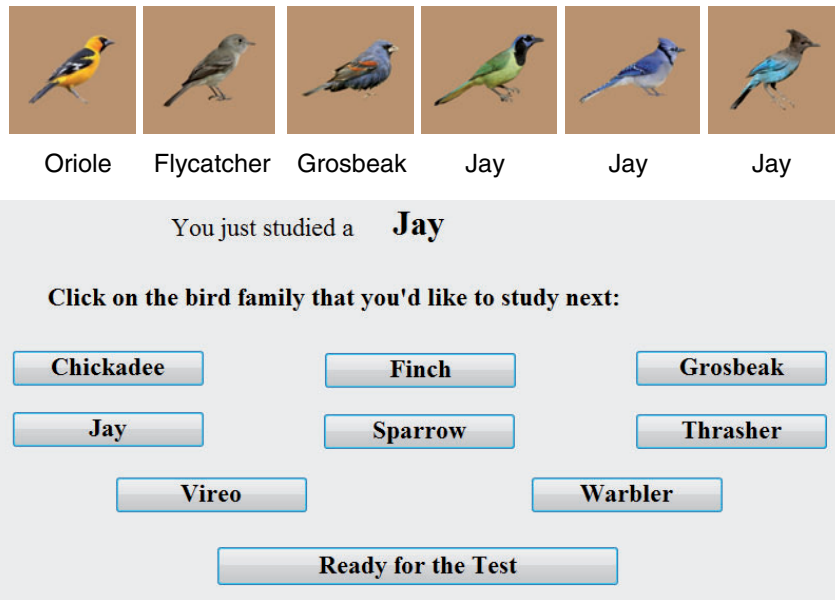 Oriole Flycatcher Grosbeak Jay Jay Jay
You just studied a Jay
Click on the bird family that you'd like to study next:
Chickadee Finch Grosbeak
Jay Sparrow Thrasher
Vireo Warbler
Ready for the Test